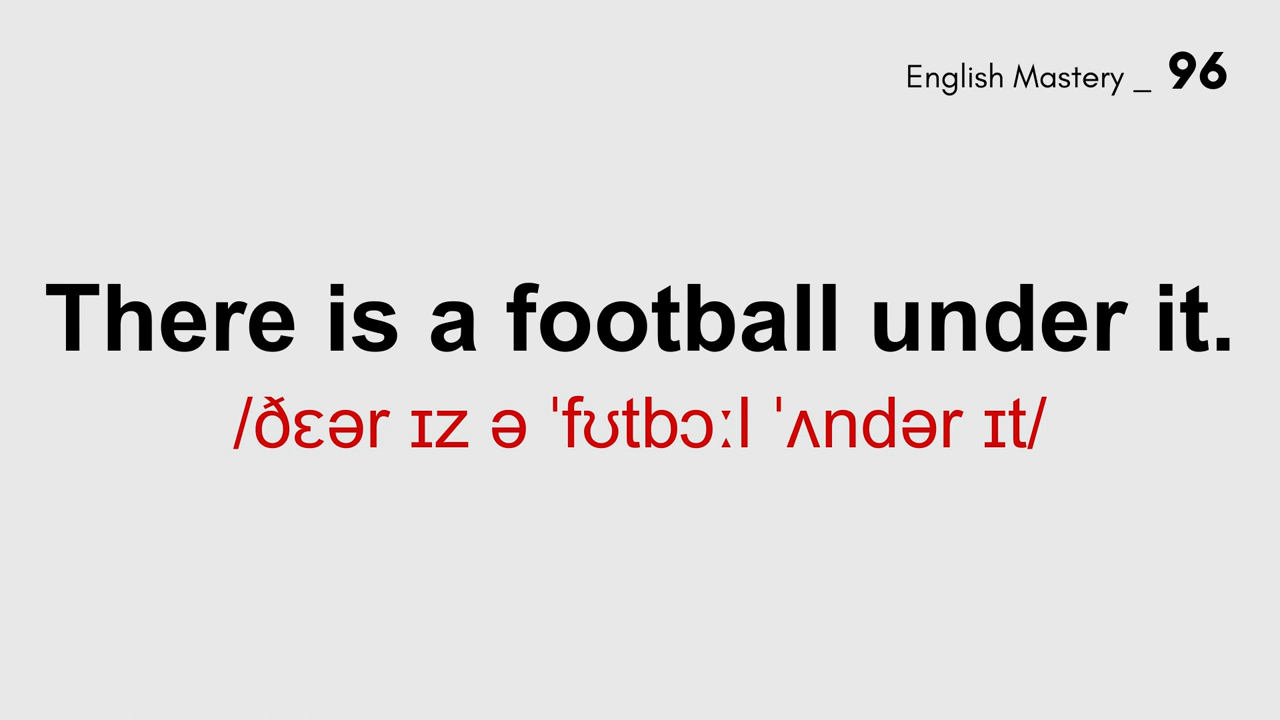 English Mastery _ 96
There is a football under it.
/ðɛər ɪz ə ˈfʊtbɔːl ˈʌndər ɪt/